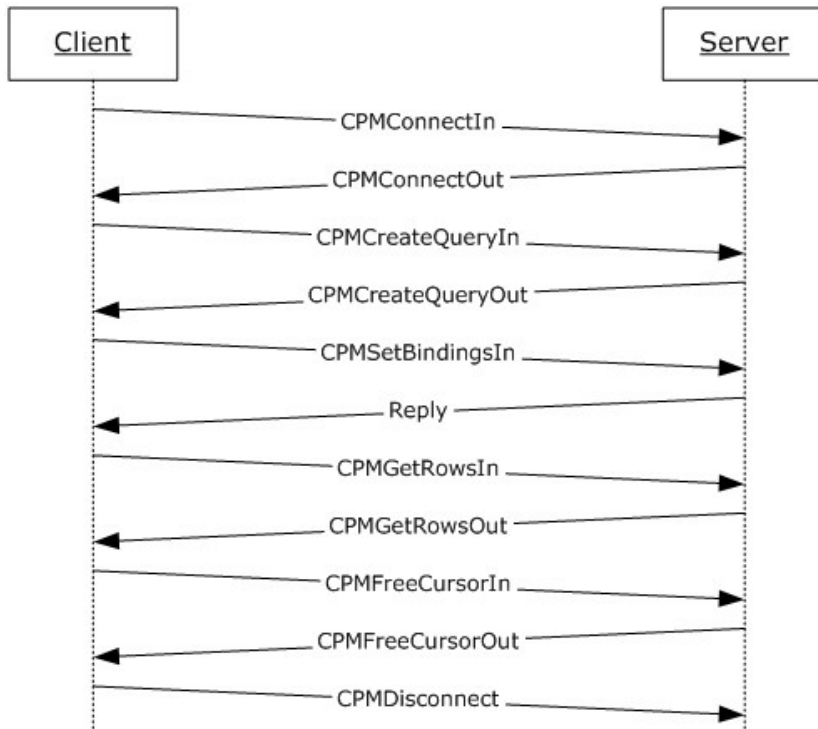 Client
Server
CPMConnectIn
CPMConnectOut
CPMCreateQueryIn
CPMCreateQueryOut
CPMSetBindingsIn
Reply
CPMGetRowsIn
CPMGetRowsOut
CPMFreeCursorIn
CPMFreeCursorOut
CPMDisconnect